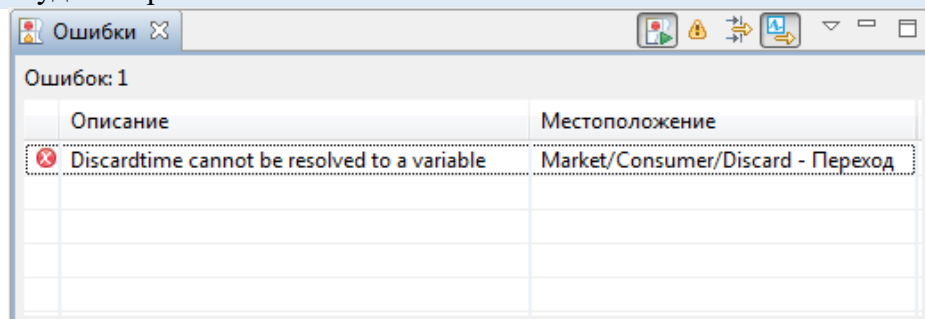 Ошибки
Ошибок: 1
Описание Местоположение
Discardtime cannot be resolved to a variable Market/Consumer/Discard - Переход